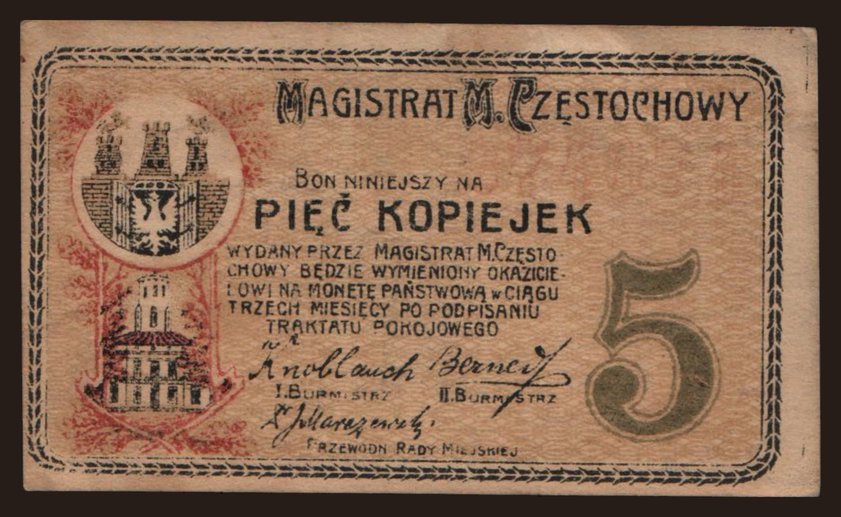 MAGISTRAT M. CZĘSTOCHOWY
BON NINIEJSZY NA
PIĘĆ KOPIEJEK
WYDANY PRZEZ MAGISTRAT M. CZĘSTO-
CHOWY BĘDZIE WYMIENIONY OKAZICIE-
LOWI NA MONETĘ PAŃSTWOWĄ W CIĄGU
TRZECH MIESIĘCY PO PODPISANIU
TRAKTATU POKOJOWEGO
5
Knoblauch
I. BURMISTRZ II. BURMISTRZ
PRZEWODN. RADY MIEJSKIEJ